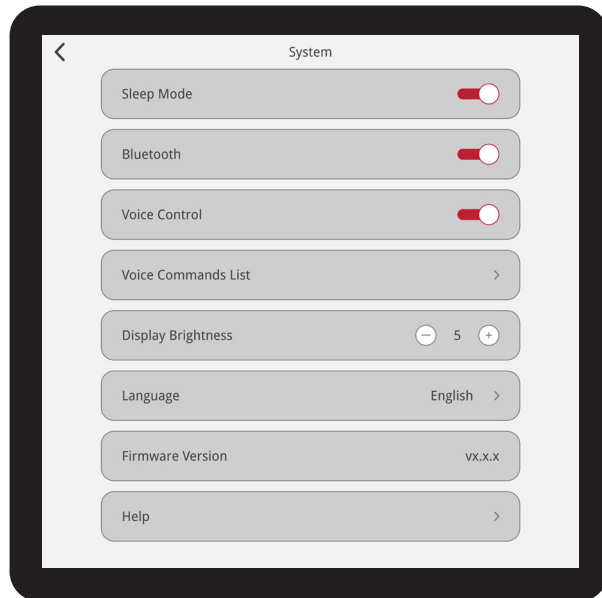 System
Sleep Mode
Bluetooth
Voice Control
Voice Commands List
Display Brightness 5
Language English
Firmware Version vx.x.x
Help